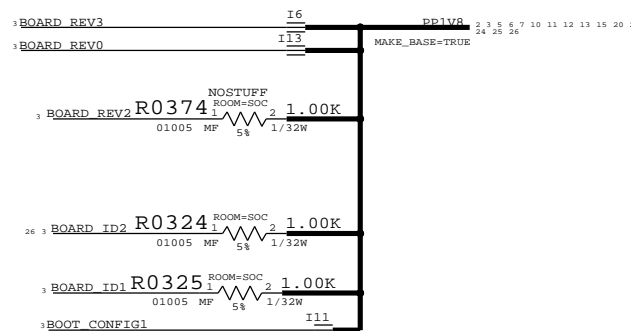 I6
3 BOARD_REV3 PP1V8 2 3 5 6 7 10 11 12 13 15 20 2
24 25 26
3 BOARD_REV0 I13 MAKE_BASE=TRUE
NOSTUFF
3 BOARD_REV2 R0374 1 ROOM=SOC 2 1.00K
01005 MF 5% 1/32W
26 3 BOARD_ID2 R0324 1 ROOM=SOC 2 1.00K
01005 MF 5% 1/32W
3 BOARD_ID1 R0325 1 ROOM=SOC 2 1.00K
01005 MF 5% 1/32W
3 BOOT_CONFIG1 I11